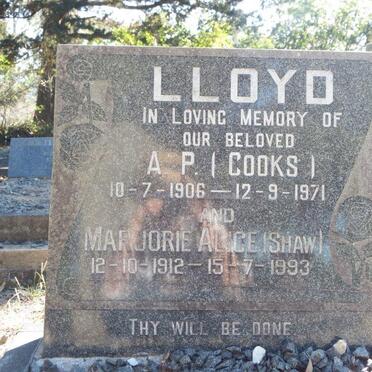 LLOYD
IN LOVING MEMORY OF
OUR BELOVED
A. P. (COOKS)
10-7-1906 — 12-9-1971
AND
MARJORIE ALICE (SHAW)
12-10-1912 - 15-7-1993
THY WILL BE DONE